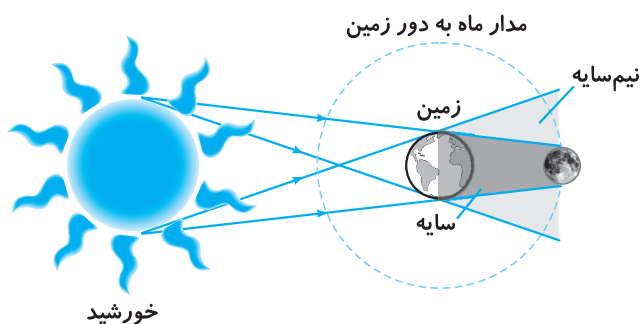 مدار ماه به دور زمین
نیم‌سایه
زمین
سایه
خورشید